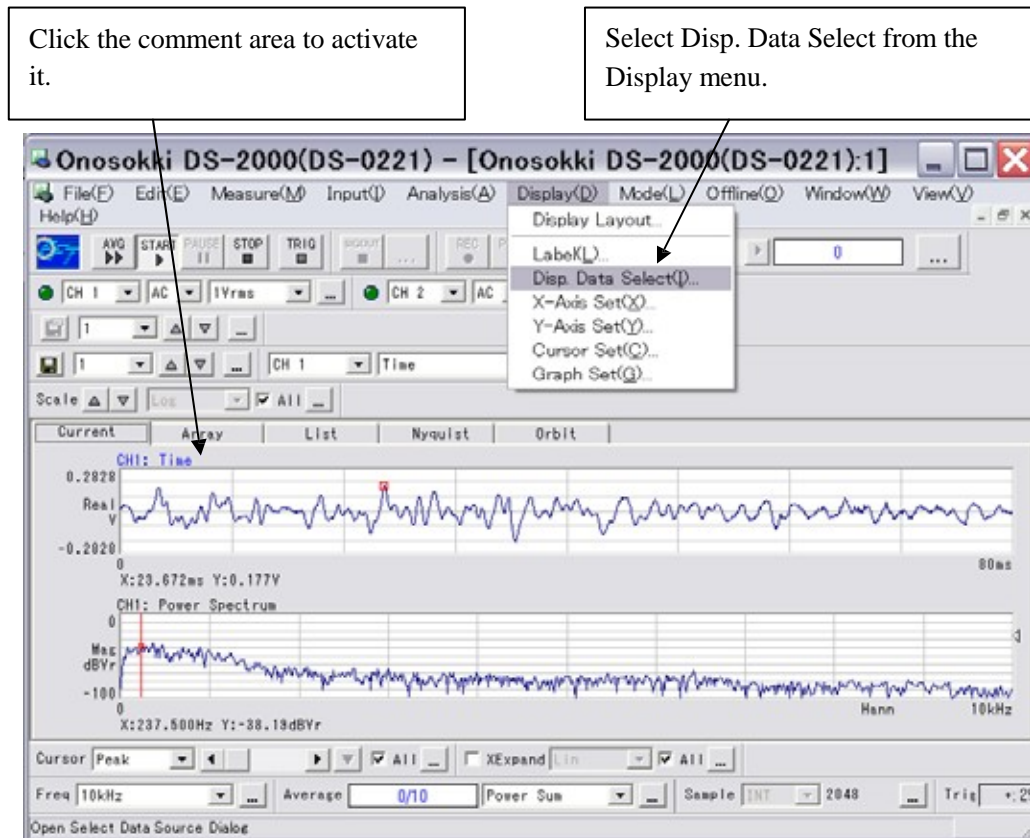 Click the comment area to activate
it.
Select Disp. Data Select from the
Display menu.
Onosokki DS-2000(DS-0221) - [Onosokki DS-2000(DS-0221):1]
File(F) Edit(E) Measure(M) Input(I) Analysis(A) Display(D) Mode(L) Offline(O) Window(W) View(V)
Help(H)
Display Layout...
Label(L)...
Disp. Data Select(I)...
X-Axis Set(X)...
Y-Axis Set(Y)...
Cursor Set(C)...
Graph Set(G)...
AVG START PAUSE STOP TRIG ... REC 0 ...
CH 1 AC 1Vrms ... CH 2 AC
1 ...
1 ... CH 1 Time
Scale Log All ...
Current Array List Nyquist Orbit
CH1: Time
0.2828
Real
V
-0.2828
0 80ms
X:23.672ms Y:0.177V
CH1: Power Spectrum
0
Mag
dBVr
-100
0 Hann 10kHz
X:237.500Hz Y:-38.19dBVr
Cursor Peak All ... XExpand Lin All ...
Freq 10kHz ... Average 0/10 Power Sum ... Sample INT 2048 ... Trig
Open Select Data Source Dialog